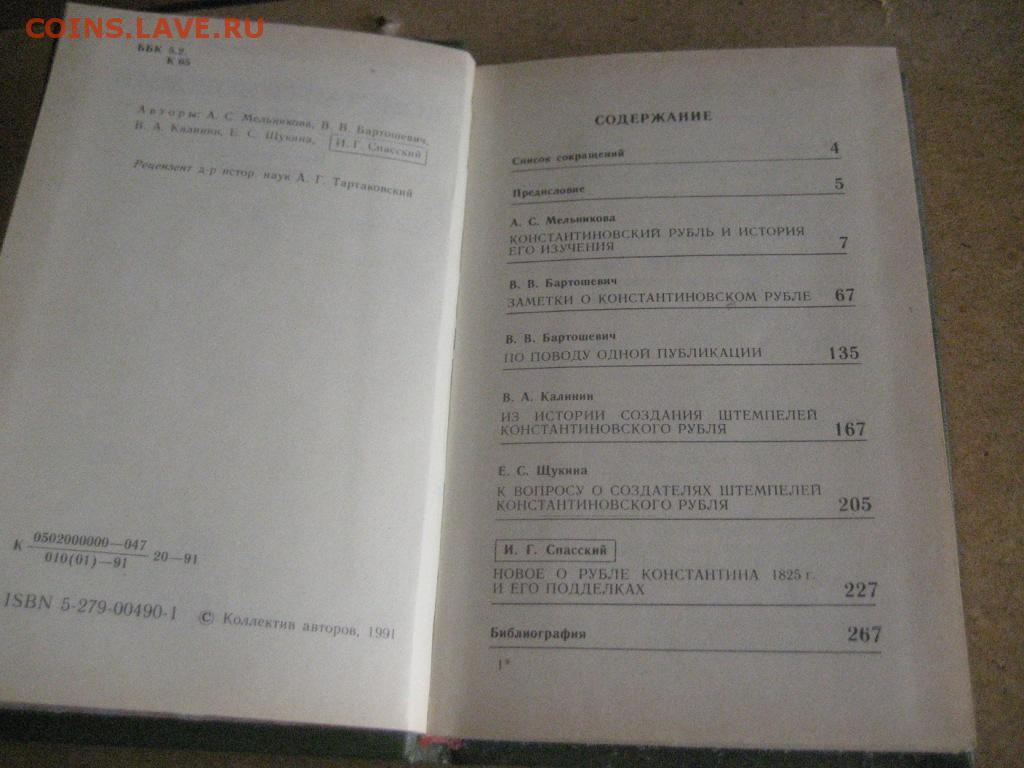 COINS.LAVE.RU
ББК 5.2.
К 65
Авторы: А. С. Мельникова, В. В. Бартошевич,
В. А. Калинин, Е. С. Щукина, И. Г. Спасский
Рецензент д-р истор. наук А. Г. Тартаковский
К 0502000000—047
010(01)—91
20—91
ISBN 5-279-00490-1
© Коллектив авторов, 1991
СОДЕРЖАНИЕ
Список сокращений 4
Предисловие 5
А. С. Мельникова
КОНСТАНТИНОВСКИЙ РУБЛЬ И ИСТОРИЯ
ЕГО ИЗУЧЕНИЯ 7
В. В. Бартошевич
ЗАМЕТКИ О КОНСТАНТИНОВСКОМ РУБЛЕ 67
В. В. Бартошевич
ПО ПОВОДУ ОДНОЙ ПУБЛИКАЦИИ 135
В. А. Калинин
ИЗ ИСТОРИИ СОЗДАНИЯ ШТЕМПЕЛЕЙ
КОНСТАНТИНОВСКОГО РУБЛЯ 167
Е. С. Щукина
К ВОПРОСУ О СОЗДАТЕЛЯХ ШТЕМПЕЛЕЙ
КОНСТАНТИНОВСКОГО РУБЛЯ 205
И. Г. Спасский
НОВОЕ О РУБЛЕ КОНСТАНТИНА 1825 г.
И ЕГО ПОДДЕЛКАХ 227
Библиография 267
1*